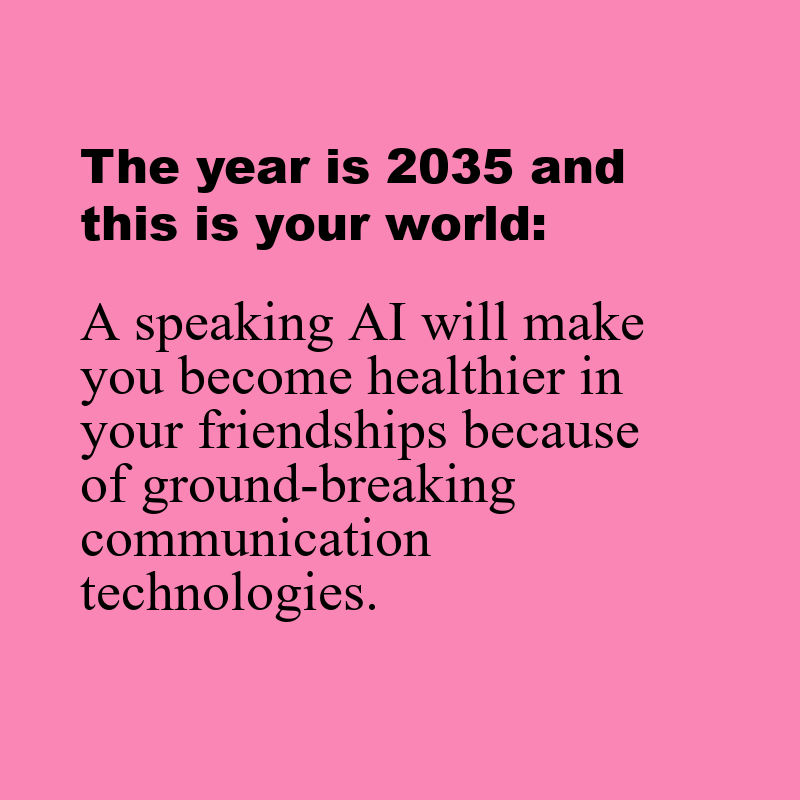 The year is 2035 and
this is your world:
A speaking AI will make
you become healthier in
your friendships because
of ground-breaking
communication
technologies.